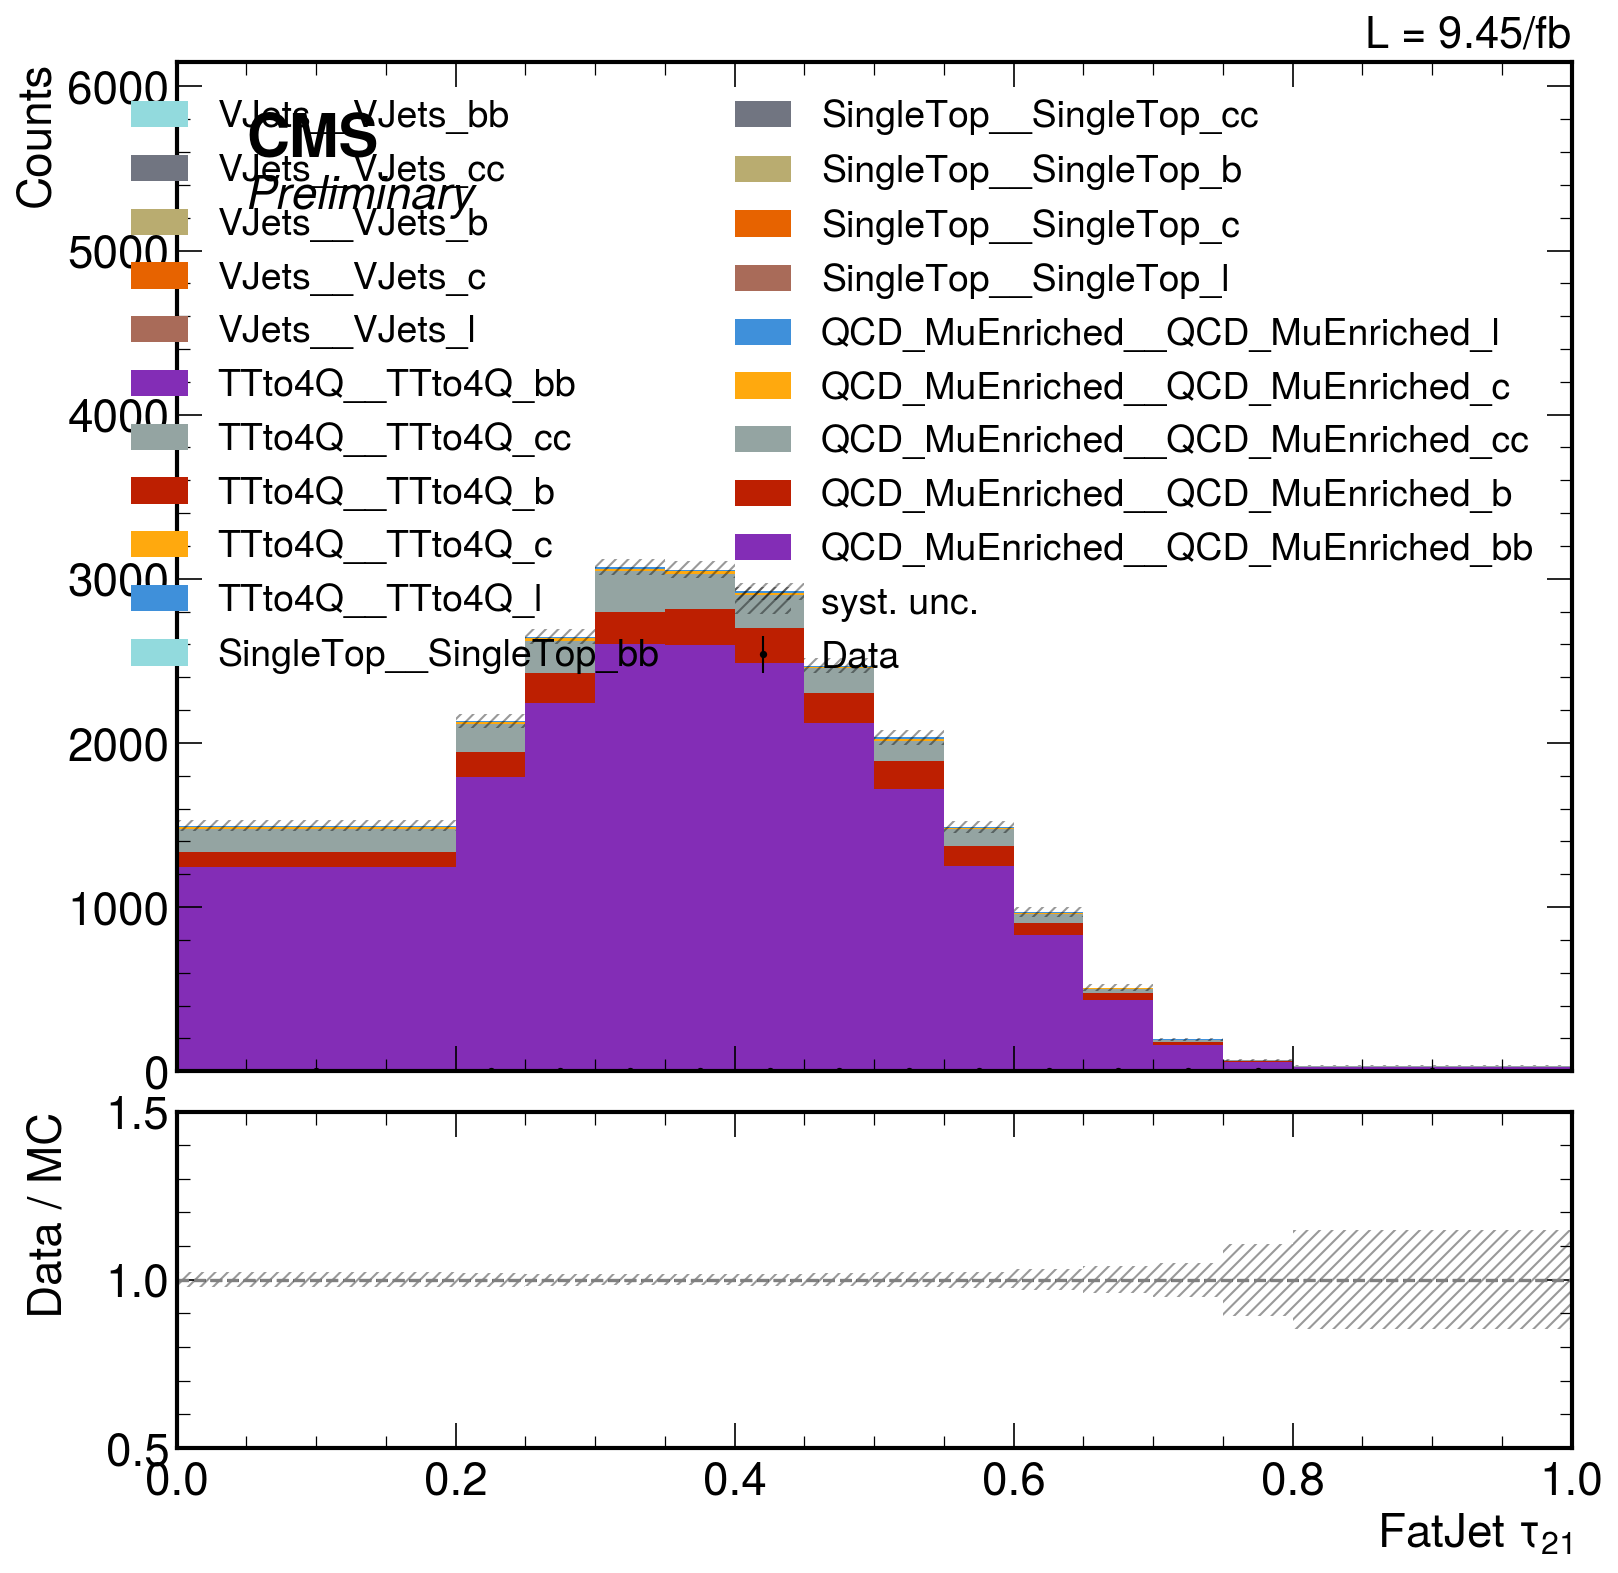 L = 9.45/fb
Counts
6000
5000
4000
3000
2000
1000
0
CMS
Preliminary
VJets__VJets_bb
VJets__VJets_cc
VJets__VJets_b
VJets__VJets_c
VJets__VJets_l
TTto4Q__TTto4Q_bb
TTto4Q__TTto4Q_cc
TTto4Q__TTto4Q_b
TTto4Q__TTto4Q_c
TTto4Q__TTto4Q_l
SingleTop__SingleTop_bb
SingleTop__SingleTop_cc
SingleTop__SingleTop_b
SingleTop__SingleTop_c
SingleTop__SingleTop_l
QCD_MuEnriched__QCD_MuEnriched_l
QCD_MuEnriched__QCD_MuEnriched_c
QCD_MuEnriched__QCD_MuEnriched_cc
QCD_MuEnriched__QCD_MuEnriched_b
QCD_MuEnriched__QCD_MuEnriched_bb
syst. unc.
Data
Data / MC
1.5
1.0
0.5
0.0 0.2 0.4 0.6 0.8 1.0
FatJet τ₂₁